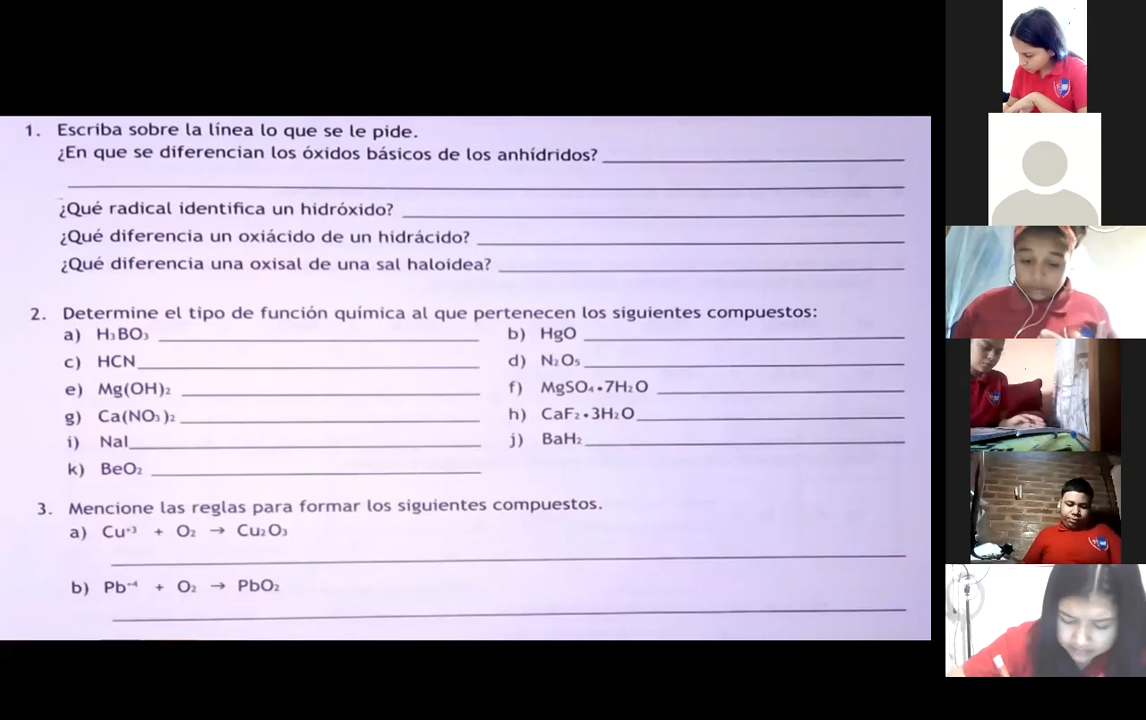 1. Escriba sobre la línea lo que se le pide.
¿En que se diferencian los óxidos básicos de los anhídridos?
¿Qué radical identifica un hidróxido?
¿Qué diferencia un oxiácido de un hidrácido?
¿Qué diferencia una oxisal de una sal haloidea?
2. Determine el tipo de función química al que pertenecen los siguientes compuestos:
a) H₃BO₃ b) HgO
c) HCN d) N₂O₅
e) Mg(OH)₂ f) MgSO₄•7H₂O
g) Ca(NO₃)₂ h) CaF₂•3H₂O
i) NaI j) BaH₂
k) BeO₂
3. Mencione las reglas para formar los siguientes compuestos.
a) Cu⁺³ + O₂ → Cu₂O₃
b) Pb⁺⁴ + O₂ → PbO₂